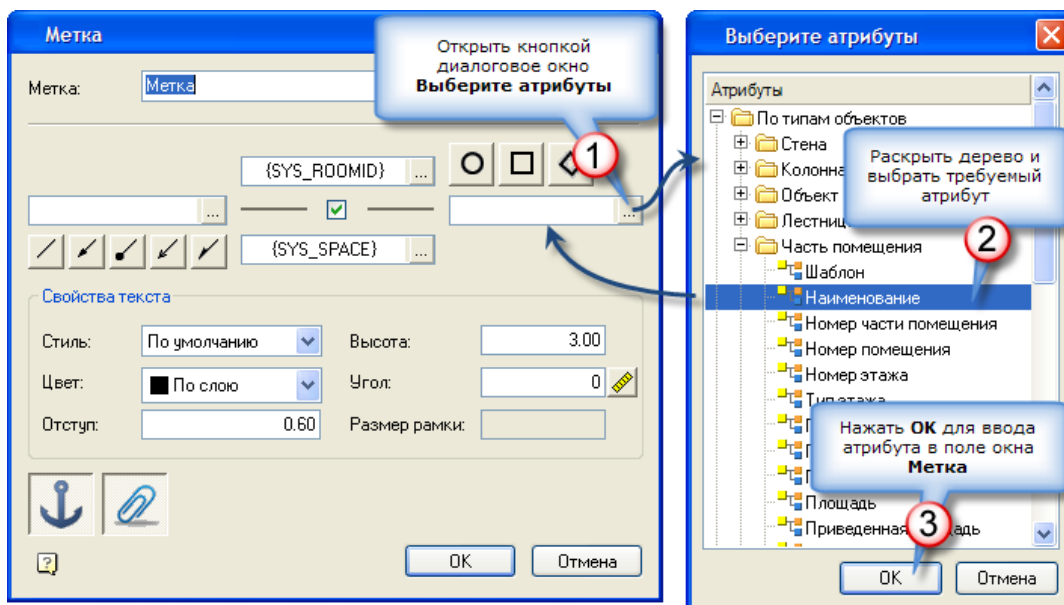 Метка
Метка:
Метка
{SYS_ROOMID}
...
...
...
{SYS_SPACE}
...
Свойства текста
Стиль:
По умолчанию
Высота:
3.00
Цвет:
По слою
Угол:
0
Отступ:
0.60
Размер рамки:
?
OK
Отмена
Открыть кнопкой
диалоговое окно
Выберите атрибуты
1
Выберите атрибуты
Атрибуты
По типам объектов
Стена
Колонна
Объект
Часть помещения
Шаблон
Наименование
Номер части помещения
Номер помещения
Номер этажа
Тип этажа
Площадь
Приведенная
Раскрыть дерево и
выбрать требуемый
атрибут
2
Нажать OK для ввода
атрибута в поле окна
Метка
3
OK
Отмена